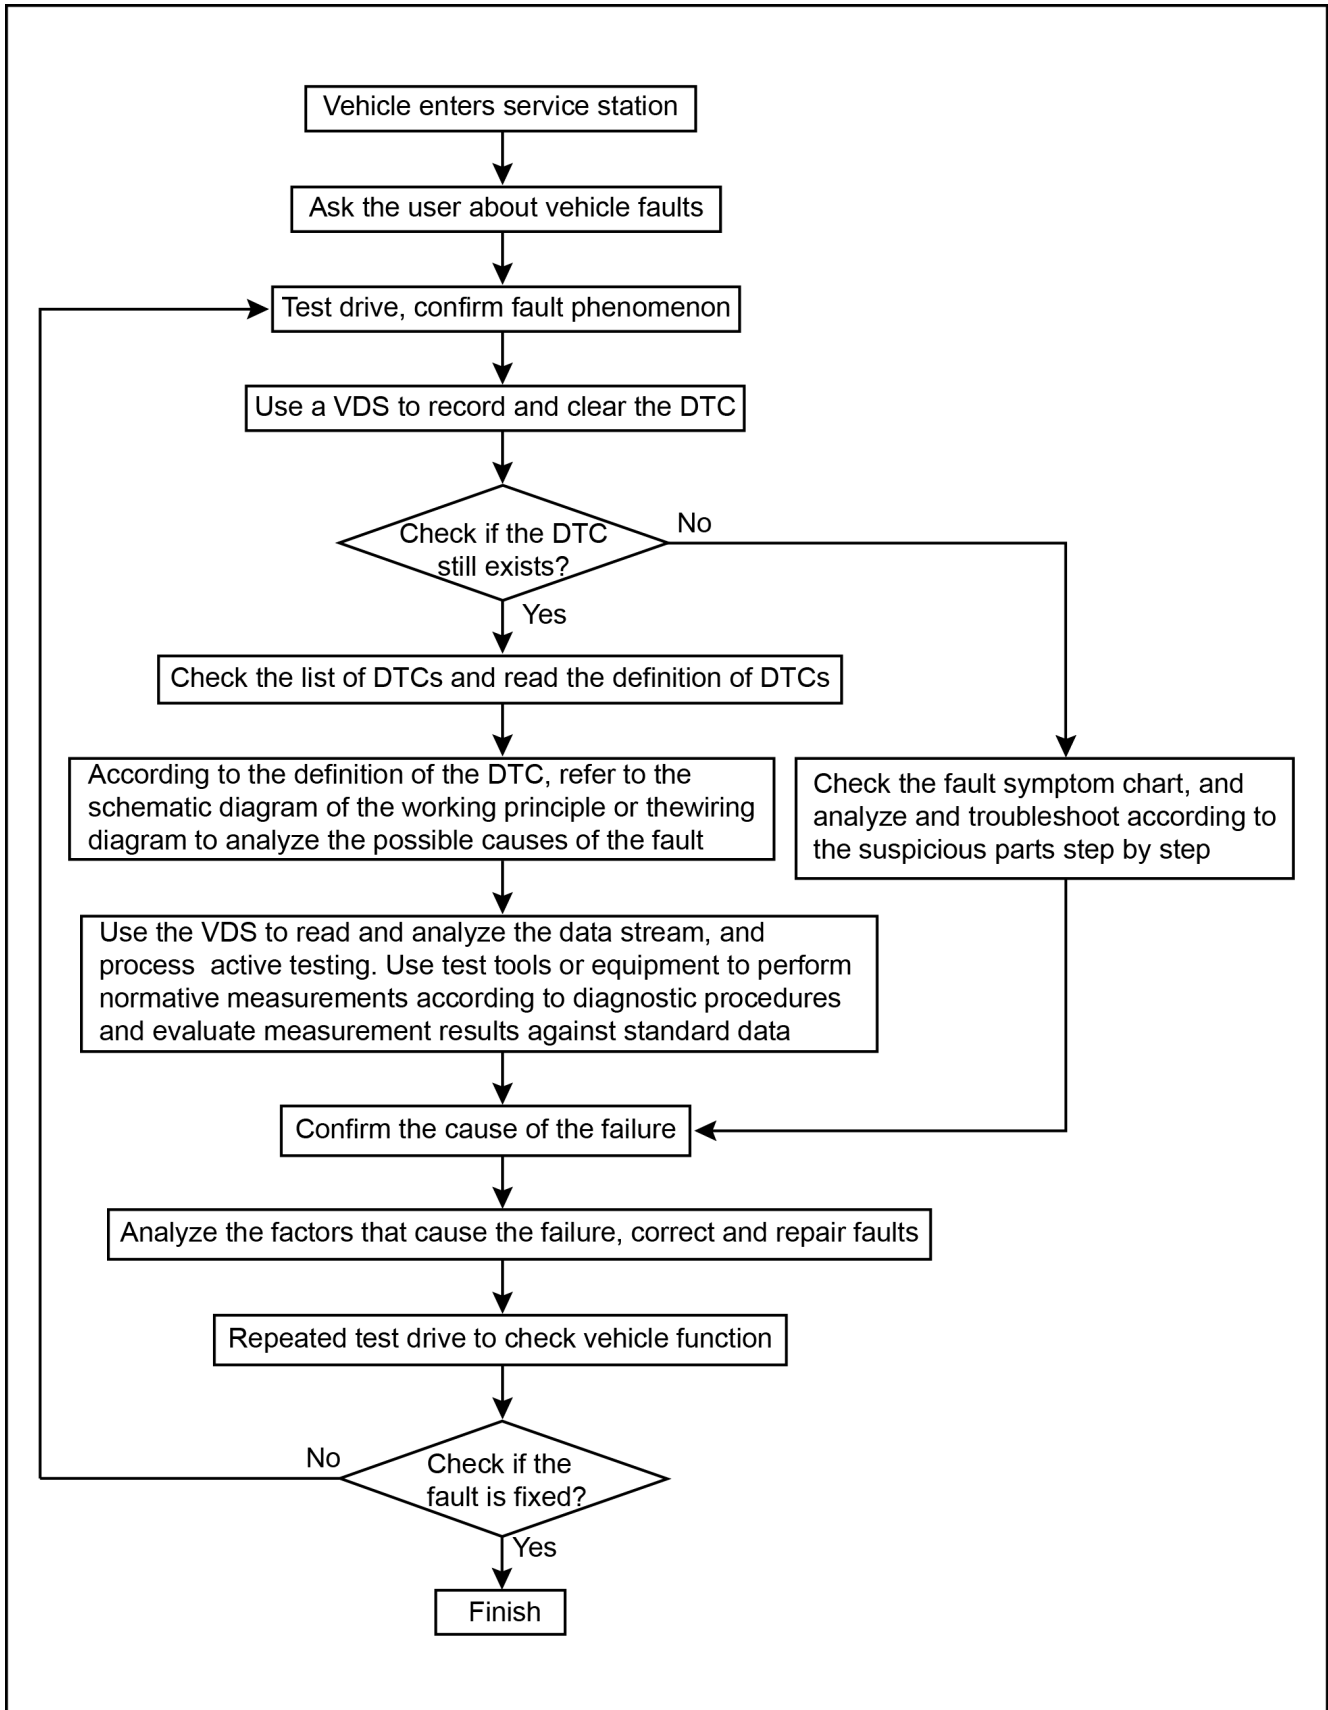 Vehicle enters service station
Ask the user about vehicle faults
Test drive, confirm fault phenomenon
Use a VDS to record and clear the DTC
Check if the DTC
still exists?
No
Yes
Check the list of DTCs and read the definition of DTCs
According to the definition of the DTC, refer to the
schematic diagram of the working principle or thewiring
diagram to analyze the possible causes of the fault
Check the fault symptom chart, and
analyze and troubleshoot according to
the suspicious parts step by step
Use the VDS to read and analyze the data stream, and
process  active testing. Use test tools or equipment to perform
normative measurements according to diagnostic procedures
and evaluate measurement results against standard data
Confirm the cause of the failure
Analyze the factors that cause the failure, correct and repair faults
Repeated test drive to check vehicle function
No
Check if the
fault is fixed?
Yes
Finish